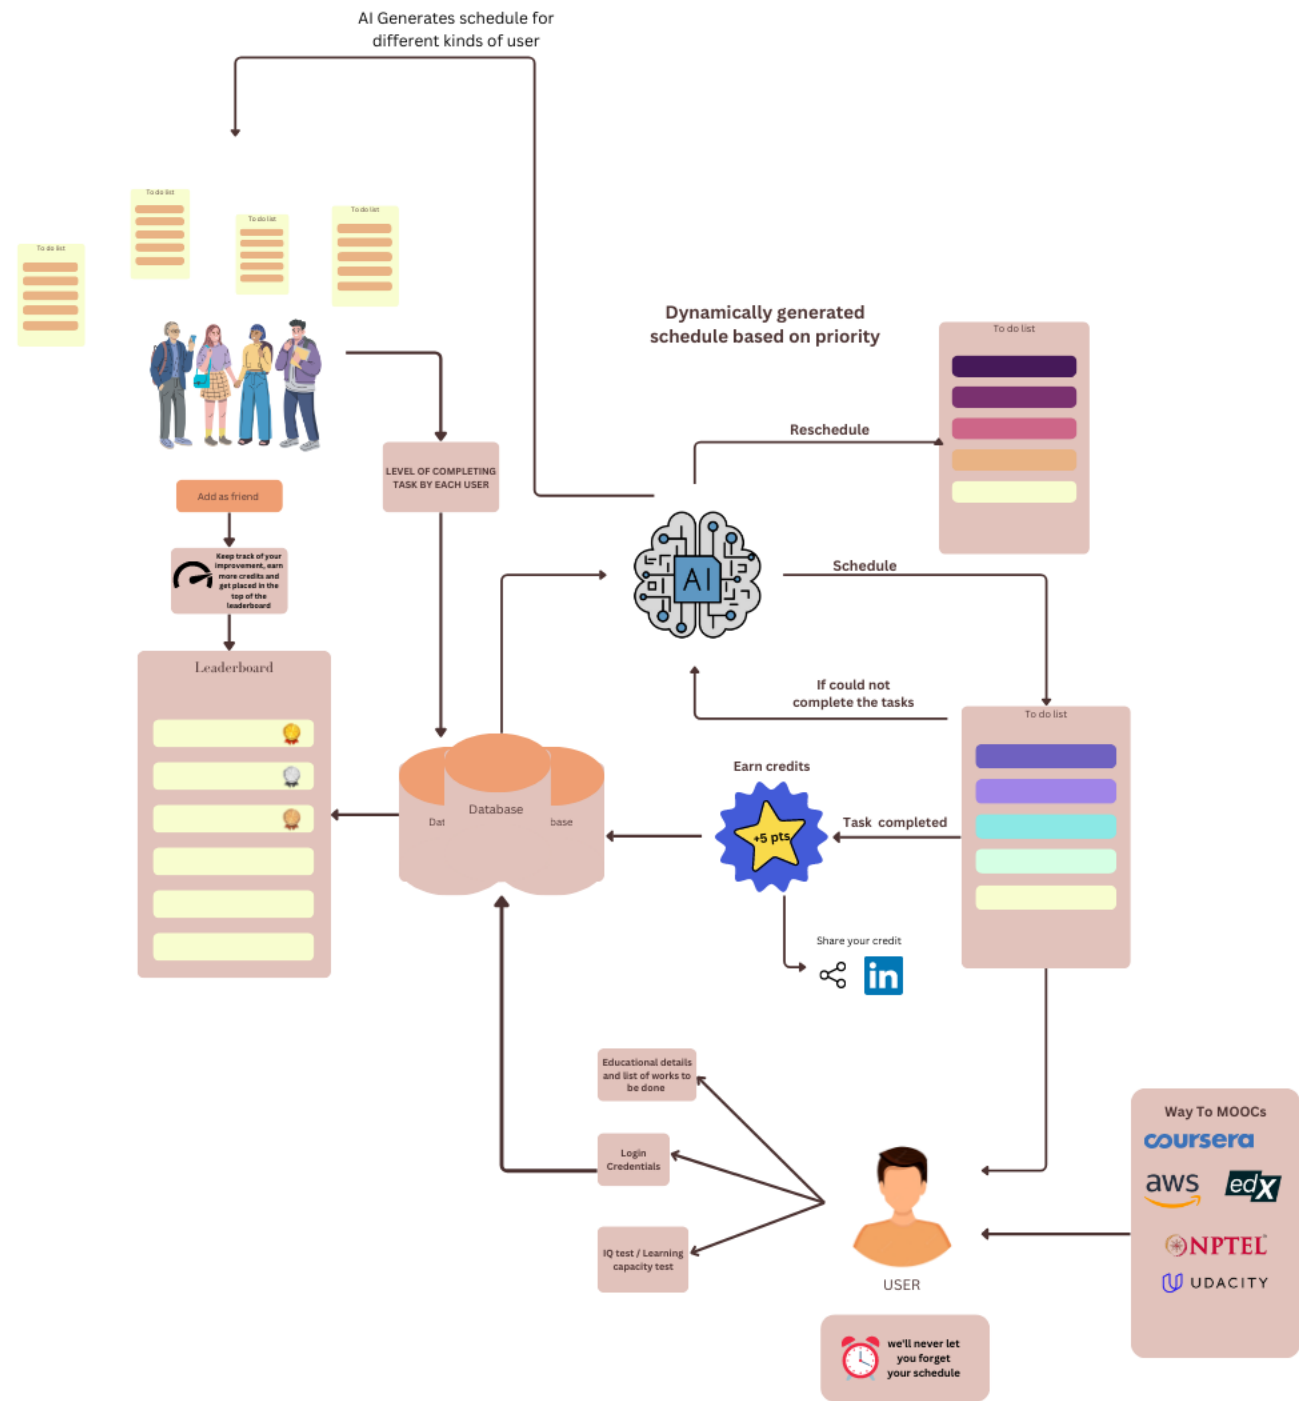 AI Generates schedule for
different kinds of user
To do list
To do list
To do list
To do list
Dynamically generated
schedule based on priority
To do list
Reschedule
LEVEL OF COMPLETING
TASK BY EACH USER
Add as friend
Keep track of your
improvement, earn
more credits and
get placed in the
top of the
leaderboard
AI
Schedule
If could not
complete the tasks
To do list
Leaderboard
Earn credits
Database
Dat
base
+5 pts
Task completed
Share your credit
in
Educational details
and list of works to
be done
Login
Credentials
IQ test / Learning
capacity test
USER
Way To MOOCs
coursera
aws
edX
NPTEL
UDACITY
we'll never let
you forget
your schedule